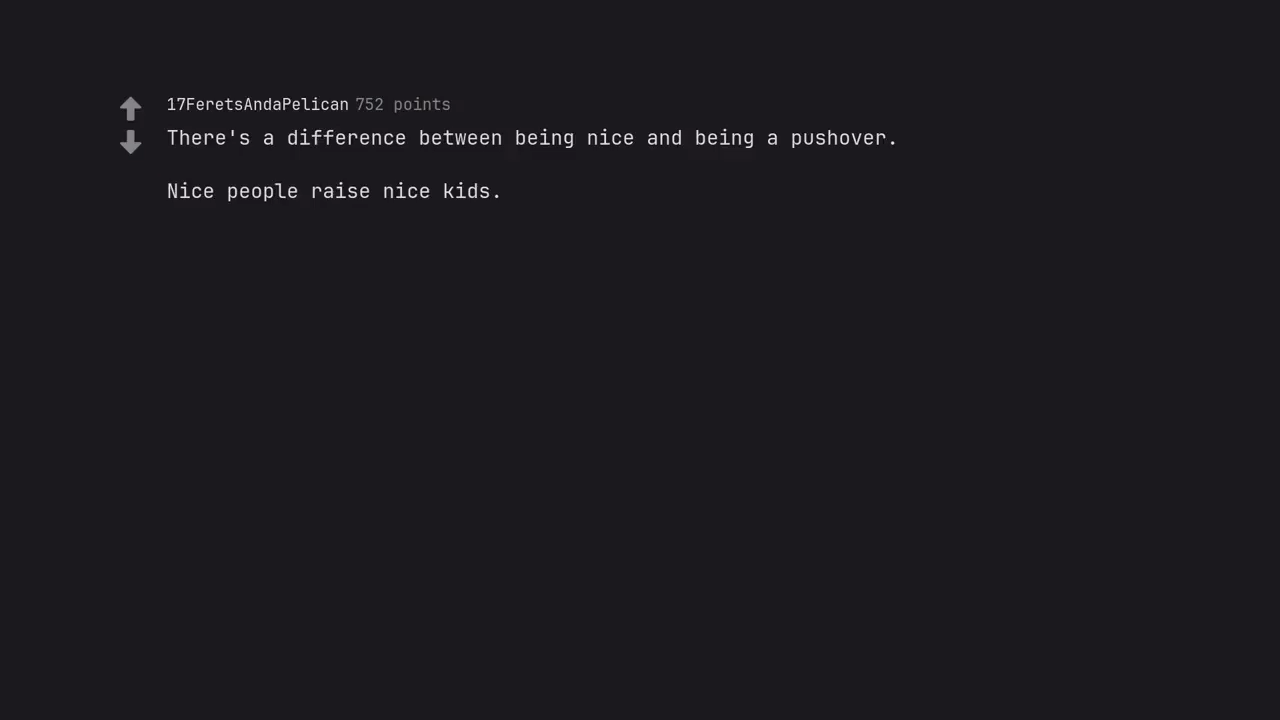 17FeretsAndaPelican 752 points
There's a difference between being nice and being a pushover.
Nice people raise nice kids.